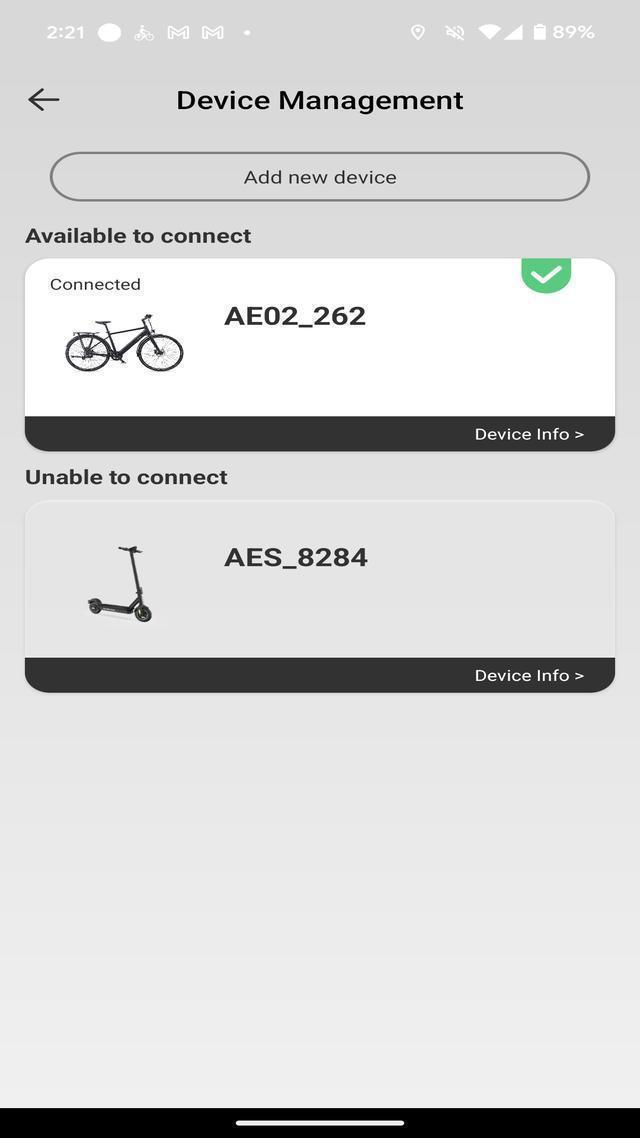 2:21
89%
Device Management
Add new device
Available to connect
Connected
AE02_262
Device Info >
Unable to connect
AES_8284
Device Info >